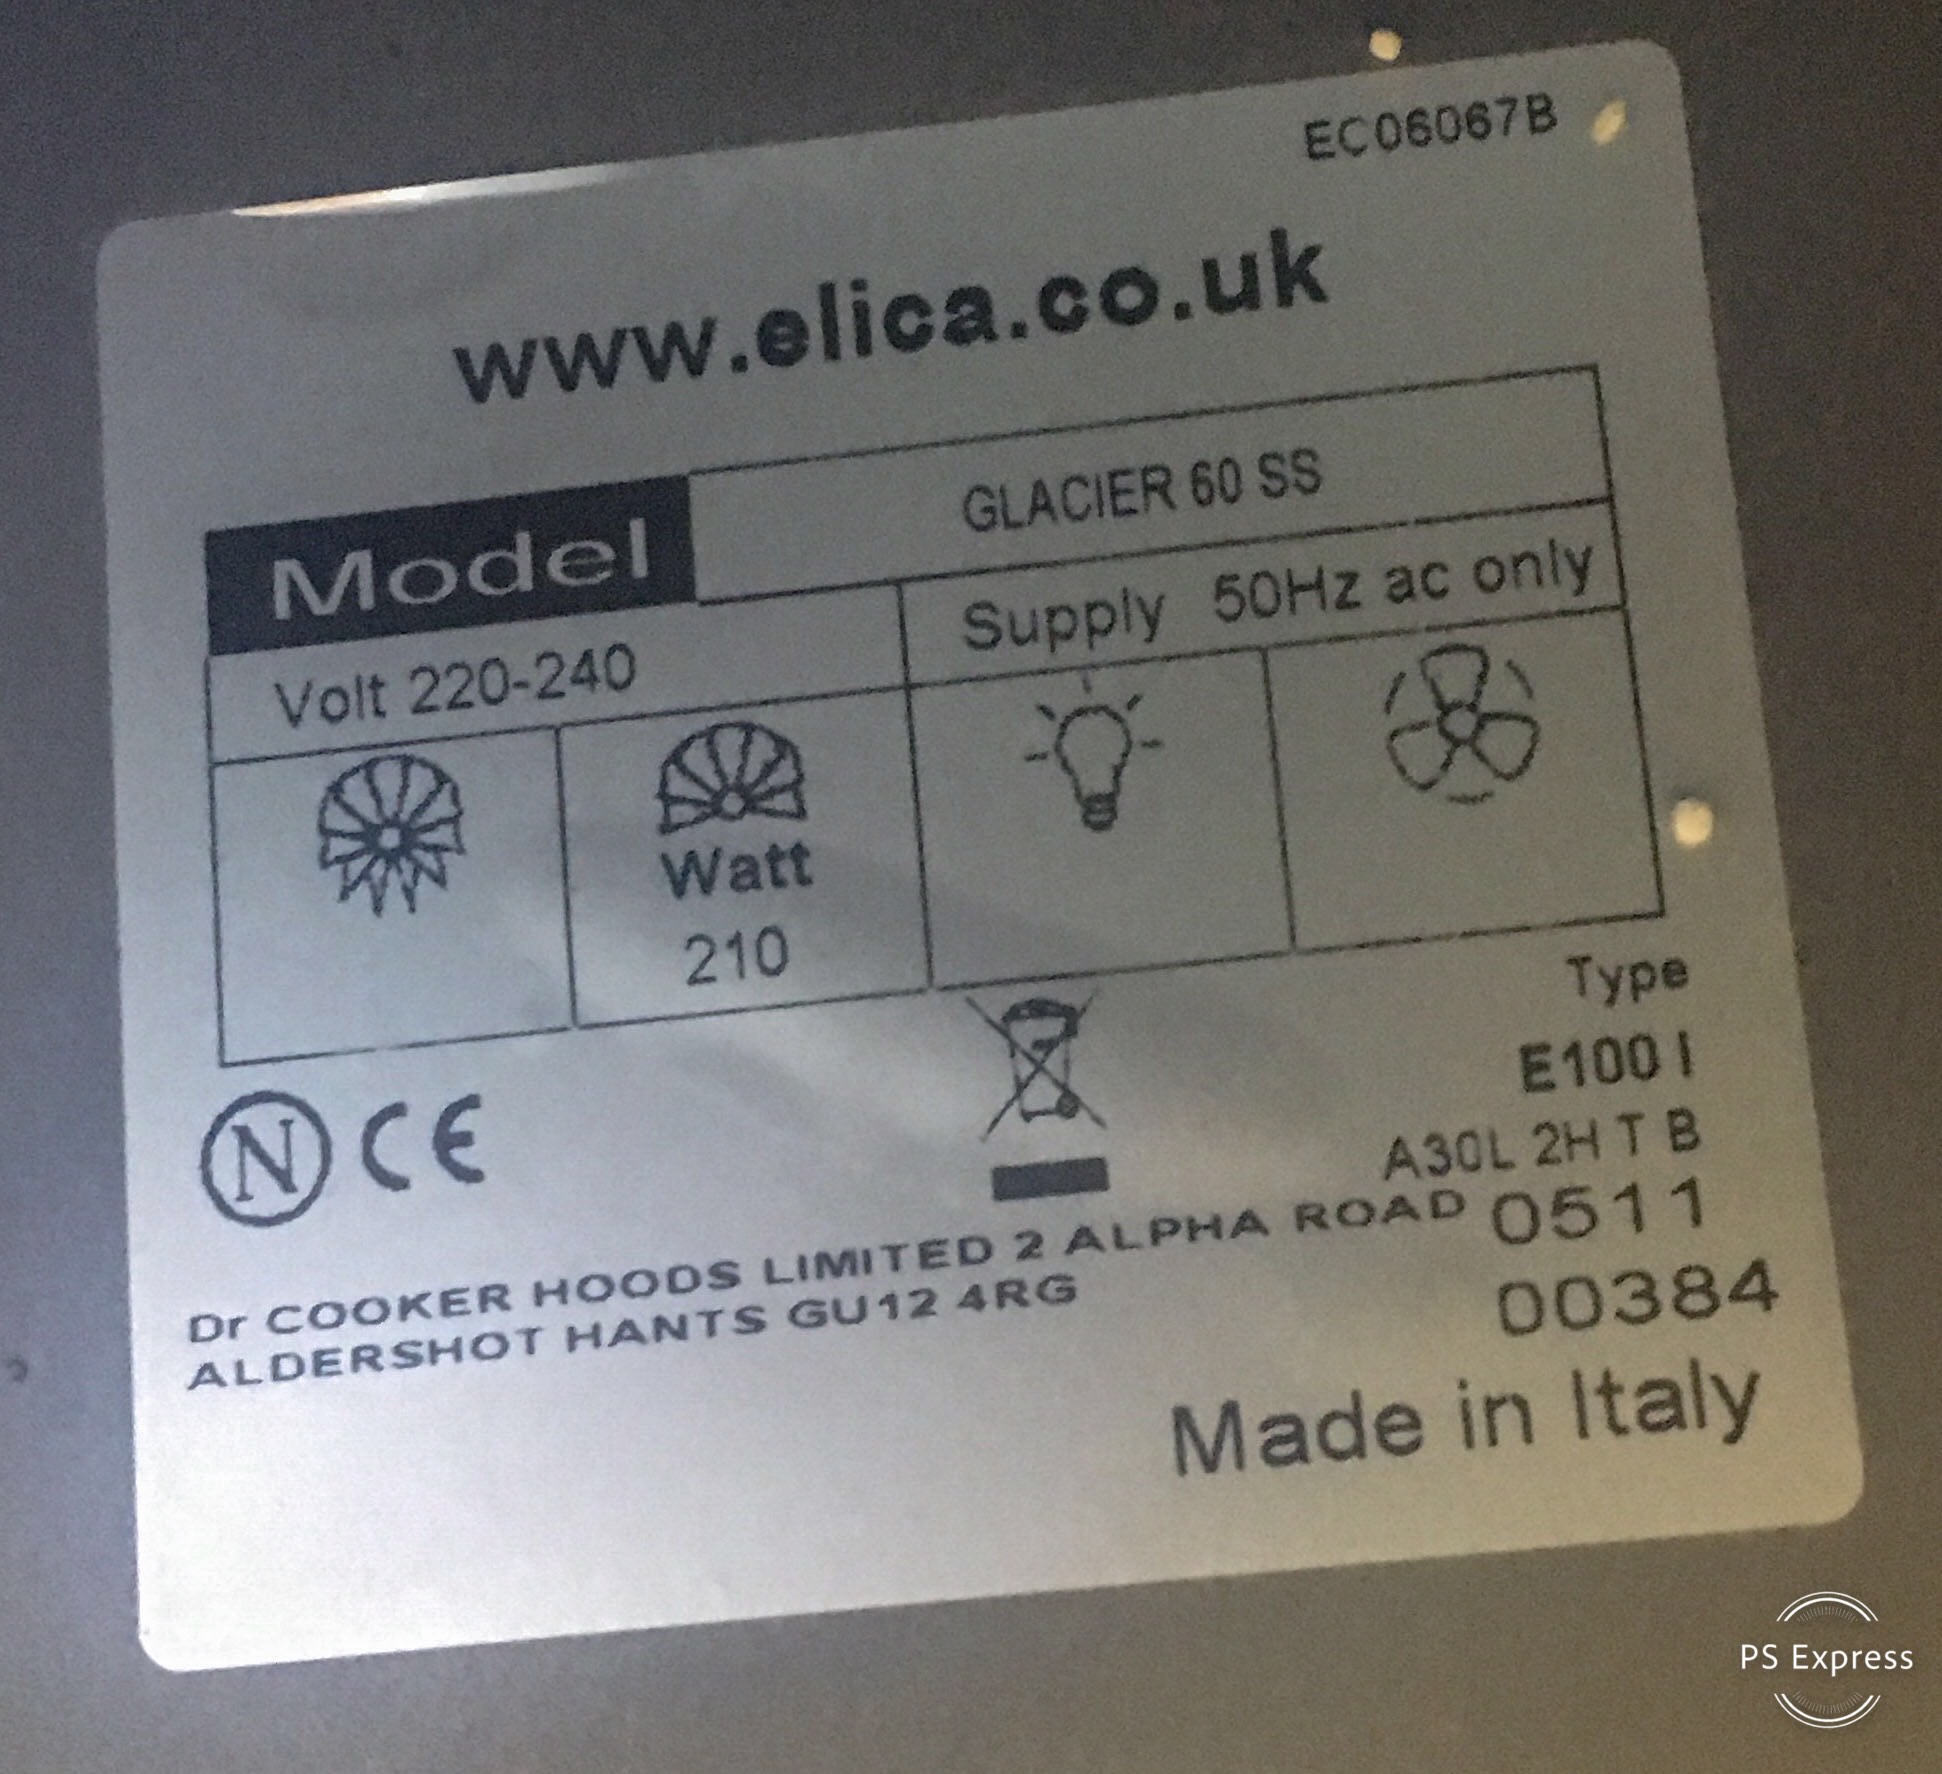 EC06067B
www.elica.co.uk
Model GLACIER 60 SS
Volt 220-240 Supply 50Hz ac only
Watt
210
Type
E100 I
A30L 2H T B
N CE
0511
Dr COOKER HOODS LIMITED 2 ALPHA ROAD
ALDERSHOT HANTS GU12 4RG
00384
Made in Italy
PS Express